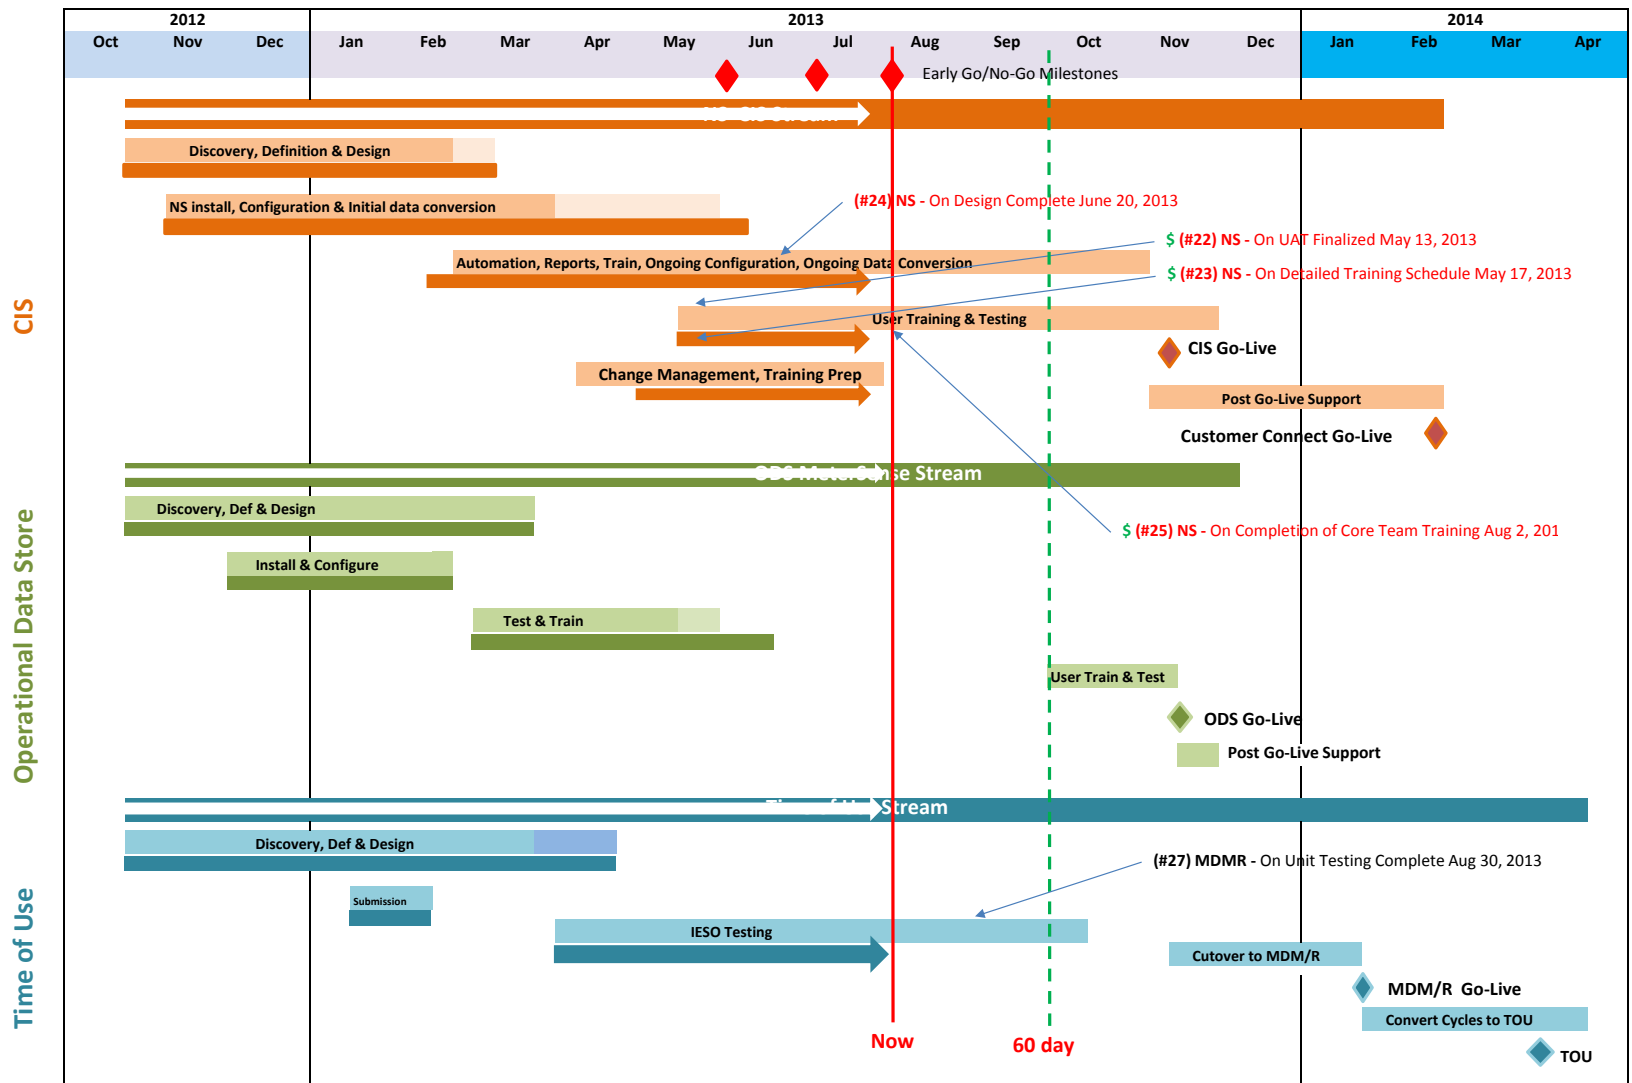 2012 2013 2014
Oct Nov Dec Jan Feb Mar Apr May Jun Jul Aug Sep Oct Nov Dec Jan Feb Mar Apr
Early Go/No-Go Milestones
CIS
Stream
Discovery, Definition & Design
NS install, Configuration & Initial data conversion
(#24) NS - On Design Complete June 20, 2013
$ (#22) NS - On UAT Finalized May 13, 2013
Automation, Reports, Train, Ongoing Configuration, Ongoing Data Conversion
$ (#23) NS - On Detailed Training Schedule May 17, 2013
User Training & Testing
CIS Go-Live
Change Management, Training Prep
Post Go-Live Support
Customer Connect Go-Live
Operational Data Store
ODS MeterSense Stream
Discovery, Def & Design
$ (#25) NS - On Completion of Core Team Training Aug 2, 201
Install & Configure
Test & Train
User Train & Test
ODS Go-Live
Post Go-Live Support
Time of Use
Time of Use Stream
Discovery, Def & Design
(#27) MDMR - On Unit Testing Complete Aug 30, 2013
Submission
IESO Testing
Cutover to MDM/R
MDM/R Go-Live
Convert Cycles to TOU
Now
60 day
TOU